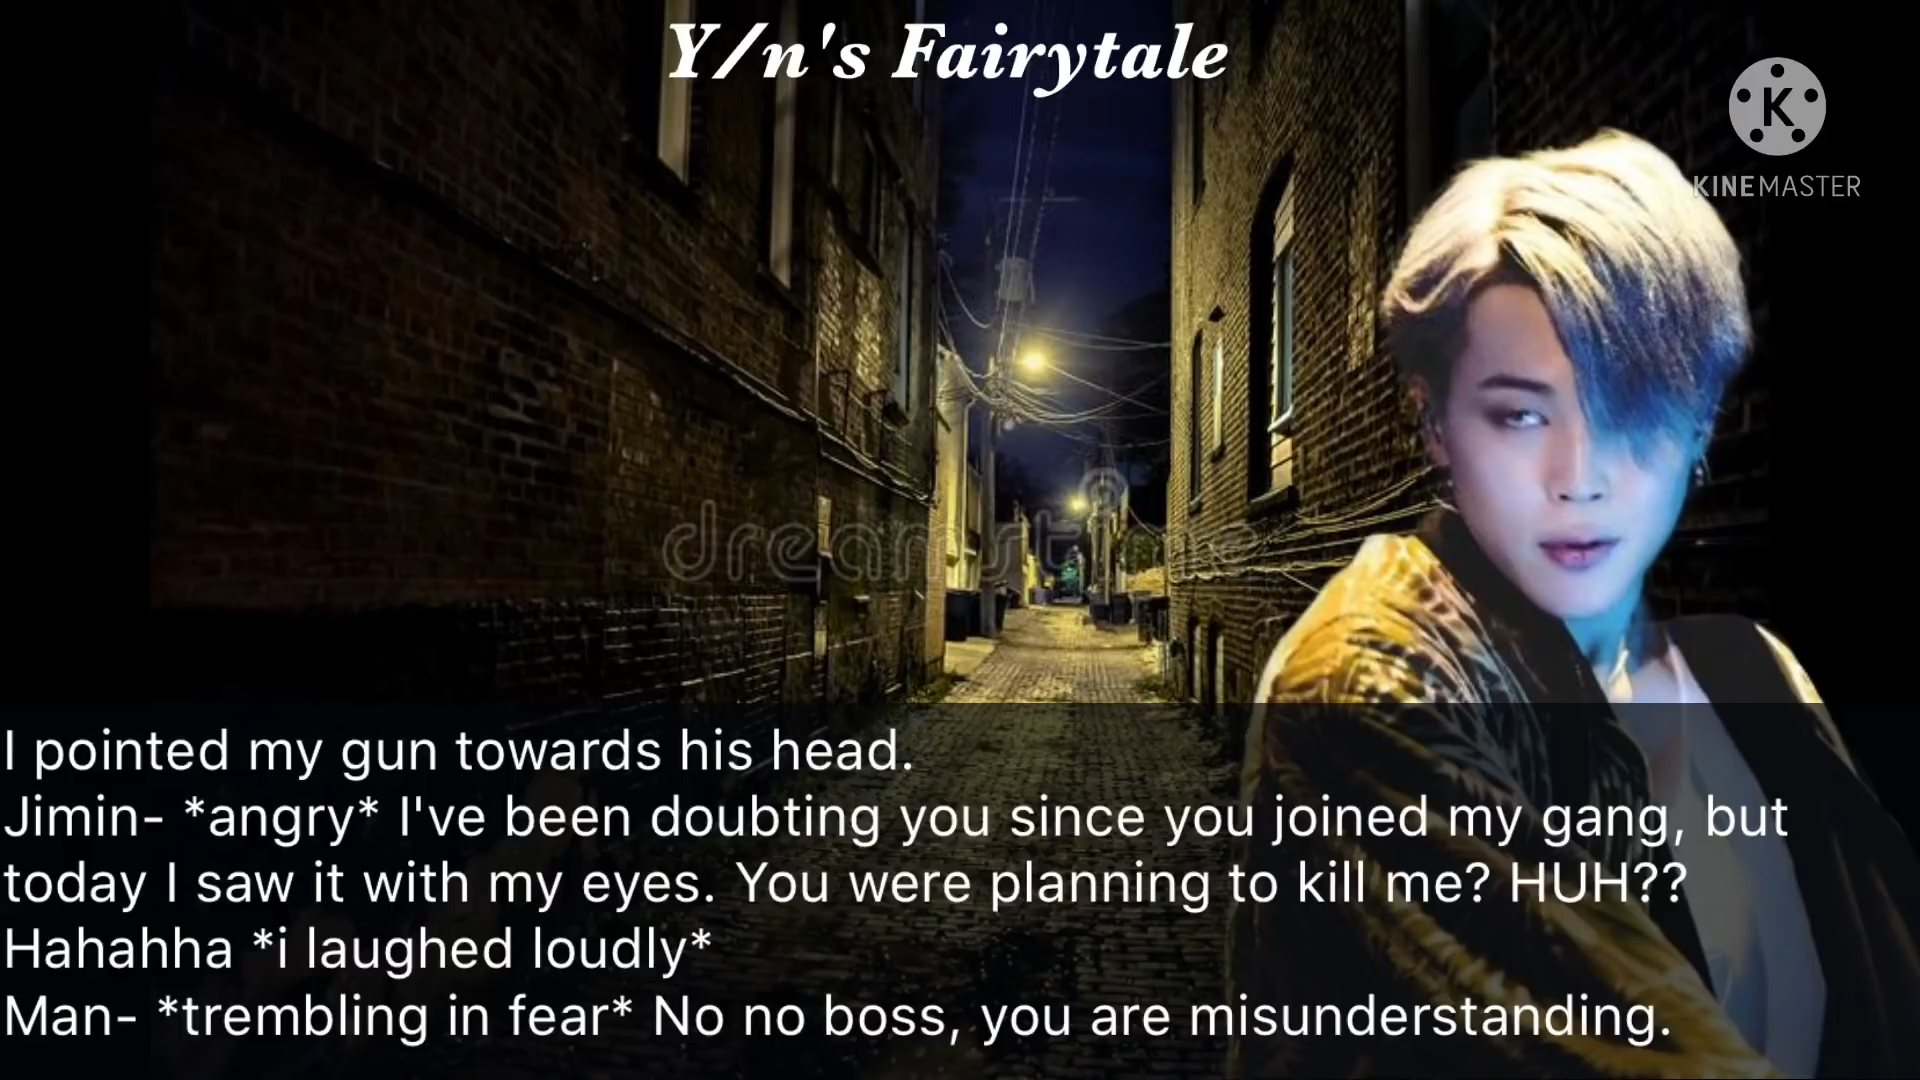 Y/n's Fairytale
K
KINEMASTER
dreamstime
I pointed my gun towards his head.
Jimin- *angry* I've been doubting you since you joined my gang, but
today I saw it with my eyes. You were planning to kill me? HUH??
Hahahha *i laughed loudly*
Man- *trembling in fear* No no boss, you are misunderstanding.